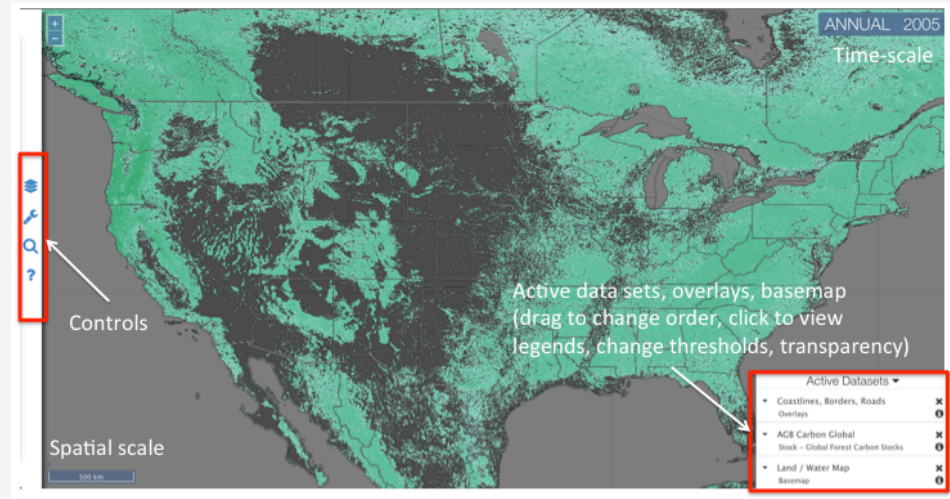 +
−
ANNUAL 2005
Time-scale
?
Controls
Active data sets, overlays, basemap
(drag to change order, click to view
legends, change thresholds, transparency)
Active Datasets
Coastlines, Borders, Roads
Overlays
AGB Carbon Global
Stock - Global Forest Carbon Stocks
Land / Water Map
Basemap
Spatial scale
500 km